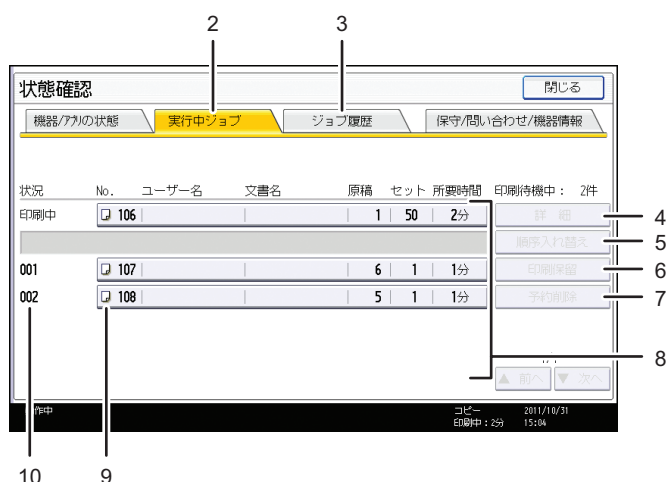 2 3
状態確認 閉じる
機器/アプリの状態 実行中ジョブ ジョブ履歴 保守/問い合わせ/機器情報
状況 No. ユーザー名 文書名 原稿 セット 所要時間 印刷待機中： 2件
印刷中 106 1 50 2分 詳 細 4
順序入れ替え 5
001 107 6 1 1分 印刷保留 6
002 108 5 1 1分 予約削除 7
8
▲ 前へ ▼ 次へ
作中 コピー 2011/10/31
印刷中：2分 15:04
10 9